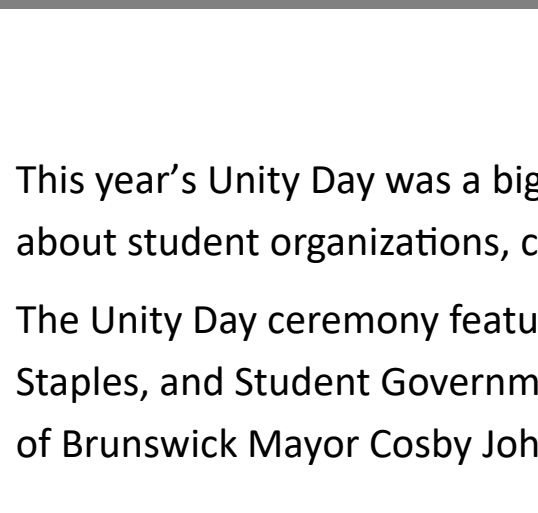 This year’s Unity Day was a big
about student organizations, c
The Unity Day ceremony featu
Staples, and Student Governm
of Brunswick Mayor Cosby Joh